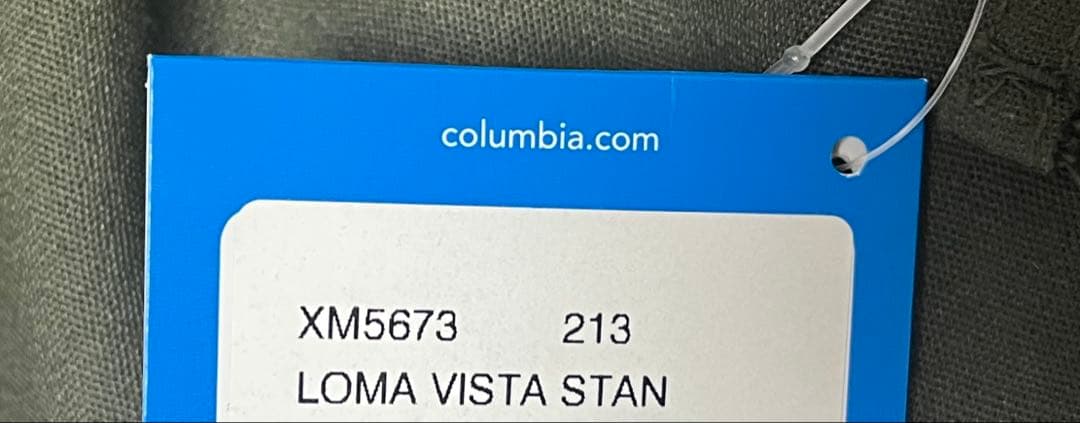 columbia.com
XM5673 213
LOMA VISTA STAN